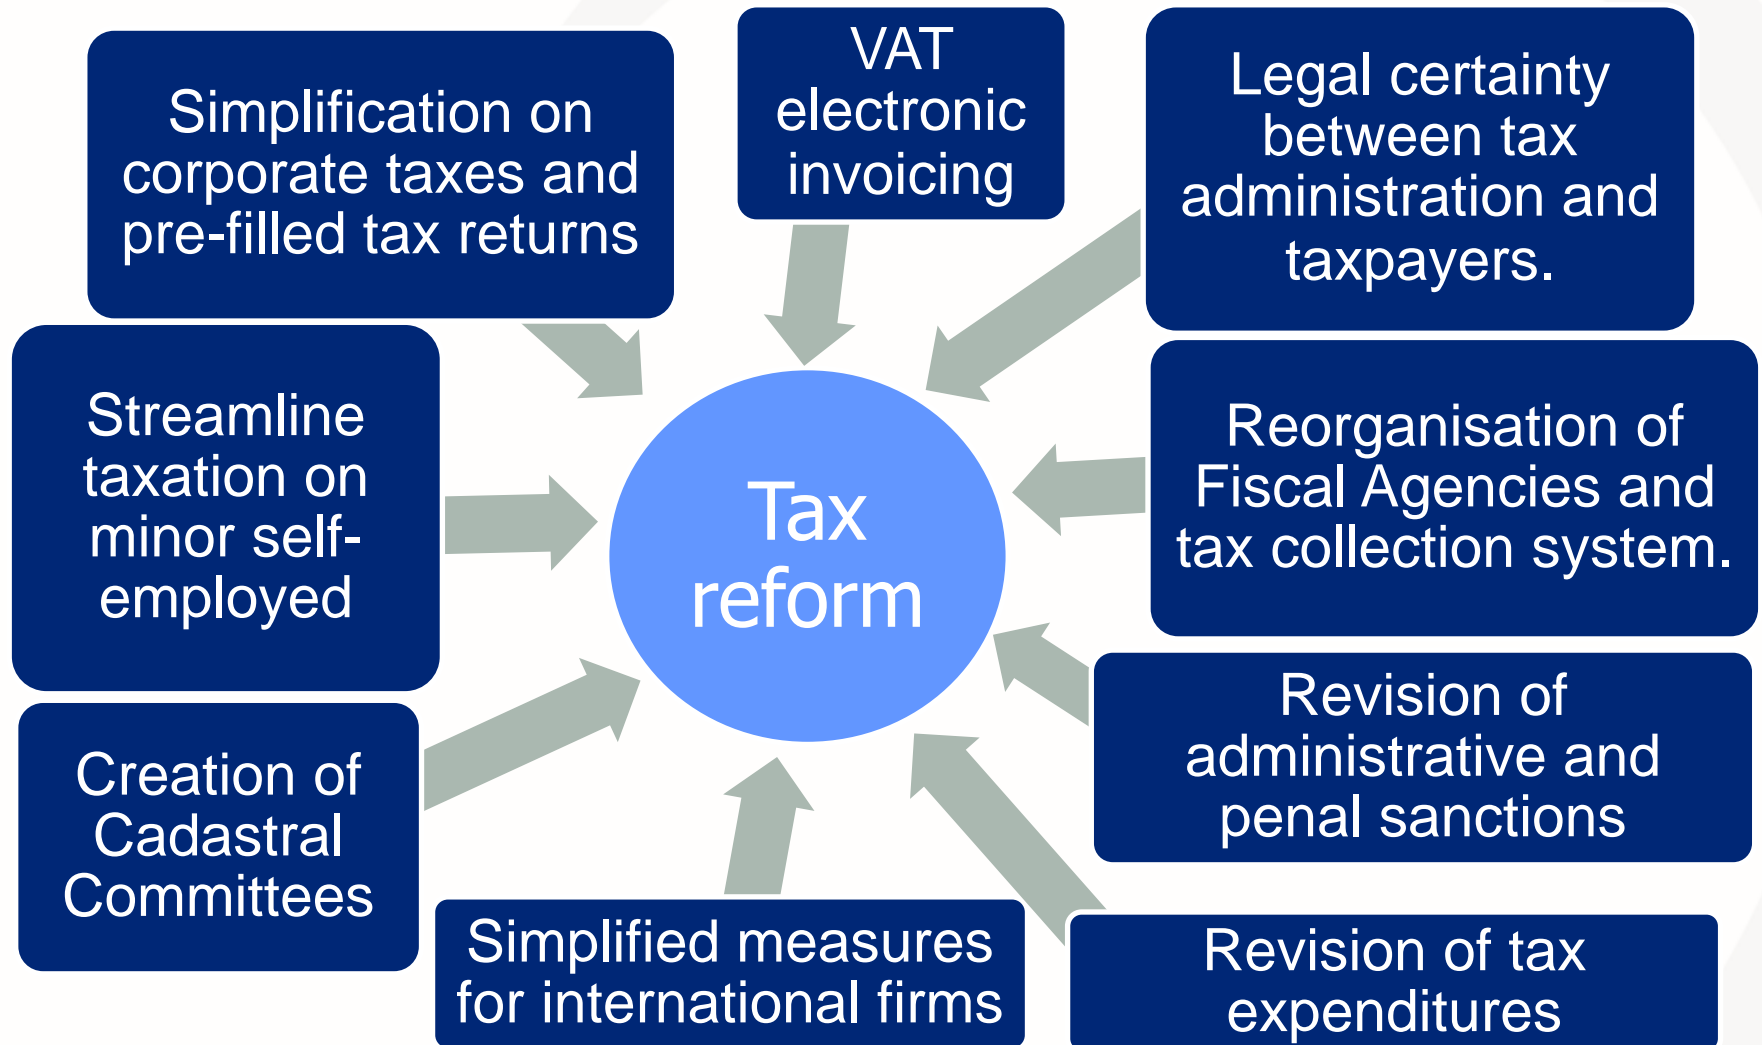 Simplification on
corporate taxes and
pre-filled tax returns
VAT
electronic
invoicing
Legal certainty
between tax
administration and
taxpayers.
Streamline
taxation on
minor self-
employed
Tax
reform
Reorganisation of
Fiscal Agencies and
tax collection system.
Creation of
Cadastral
Committees
Revision of
administrative and
penal sanctions
Simplified measures
for international firms
Revision of tax
expenditures